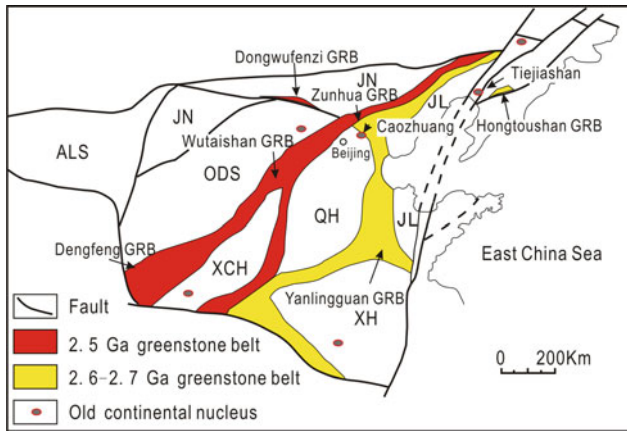 Dongwufenzi GRB
JN
Zunhua GRB
Tiejiashan
JL
JN
Caozhuang
Hongtoushan GRB
Wutaishan GRB
Beijing
ALS
ODS
QH
JL
Dengfeng GRB
XCH
East China Sea
Yanlingguan GRB
XH
Fault
2.5 Ga greenstone belt
2.6-2.7 Ga greenstone belt
0 200Km
Old continental nucleus